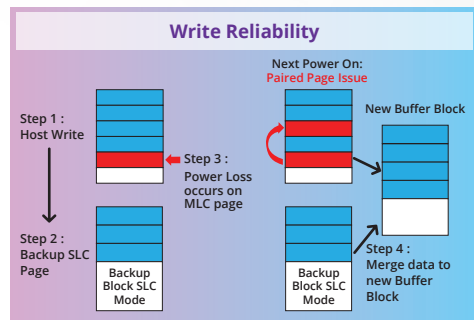 Write Reliability
Step 1 :
Host Write
Step 2 :
Backup SLC
Page
Step 3 :
Power Loss
occurs on
MLC page
Backup
Block SLC
Mode
Next Power On:
Paired Page Issue
New Buffer Block
Backup
Block SLC
Mode
Step 4 :
Merge data to
new Buffer
Block